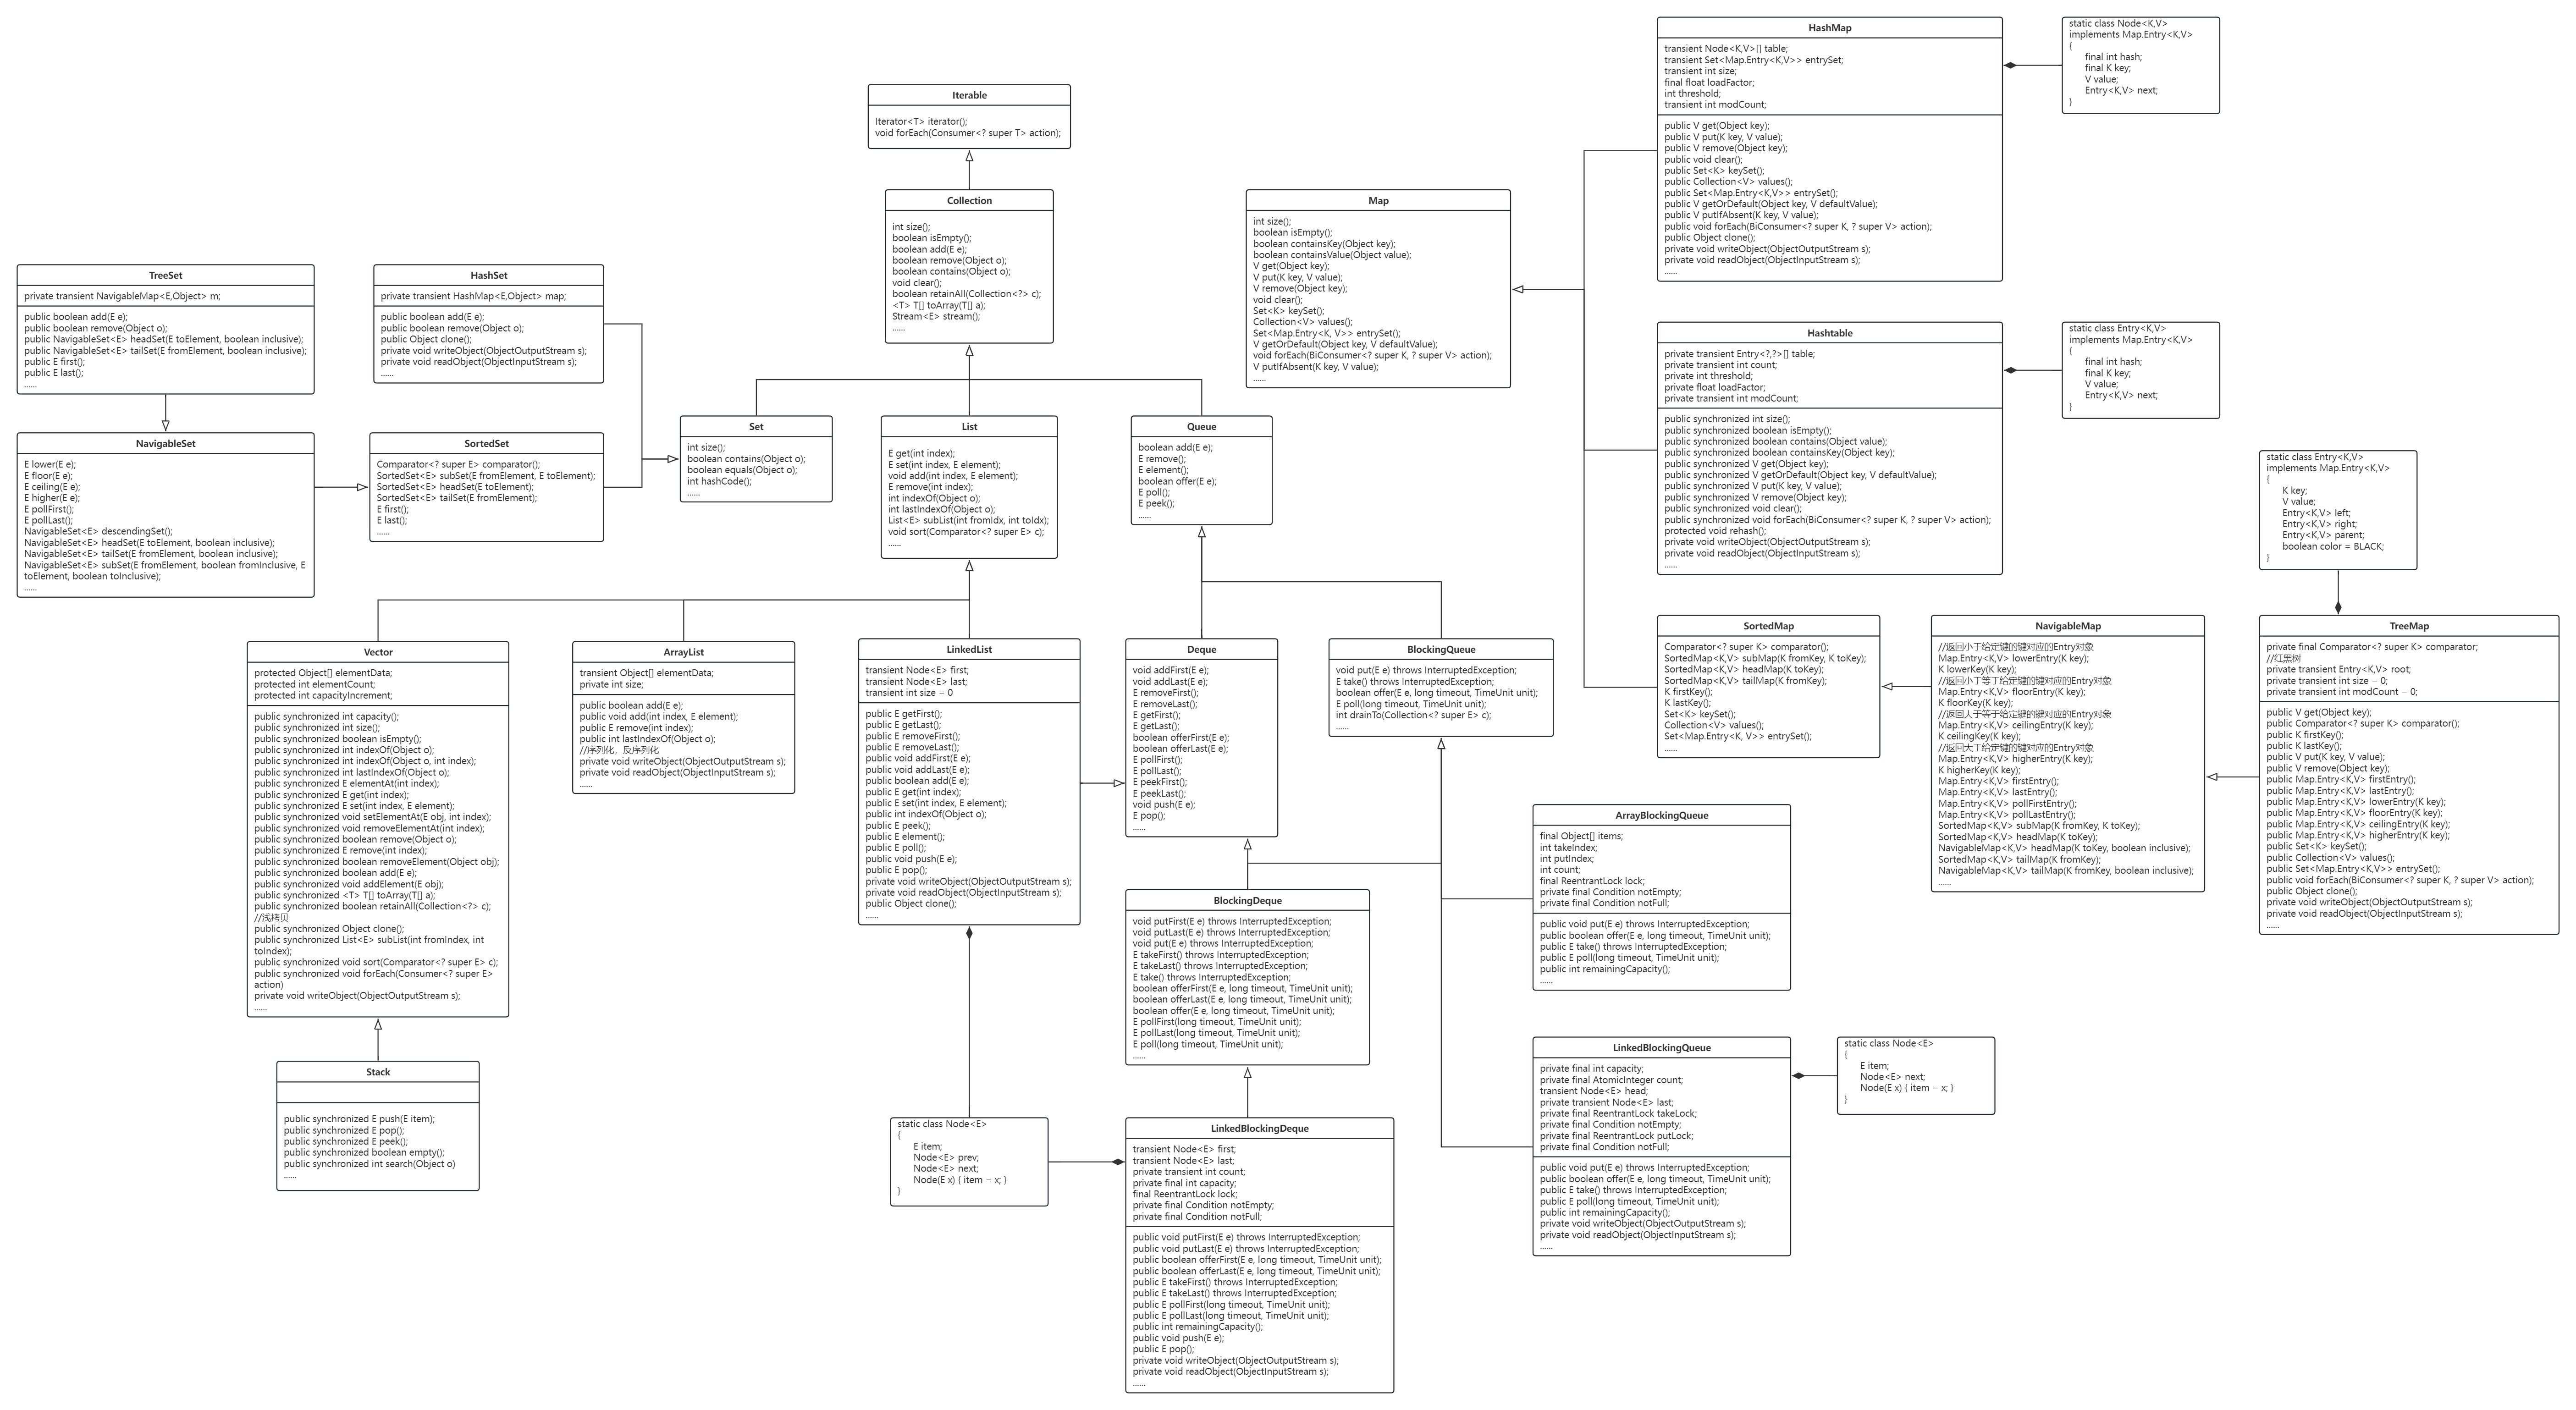 HashMap
transient Node<K,V>[] table;
transient Set<Map.Entry<K,V>> entrySet;
transient int size;
final float loadFactor;
int threshold;
transient int modCount;
public V get(Object key);
public V put(K key, V value);
public V remove(Object key);
public void clear();
public Set<K> keySet();
public Collection<V> values();
public Set<Map.Entry<K,V>> entrySet();
public V getOrDefault(Object key, V defaultValue);
public V putIfAbsent(K key, V value);
public void forEach(BiConsumer<? super K, ? super V> action);
public Object clone();
private void writeObject(ObjectOutputStream s);
private void readObject(ObjectInputStream s);
......
static class Node<K,V>
implements Map.Entry<K,V>
{
final int hash;
final K key;
V value;
Entry<K,V> next;
}
Iterable
Iterator<T> iterator();
void forEach(Consumer<? super T> action);
Collection
int size();
boolean isEmpty();
boolean add(E e);
boolean remove(Object o);
boolean contains(Object o);
void clear();
boolean retainAll(Collection<?> c);
<T> T[] toArray(T[] a);
Stream<E> stream();
......
Map
int size();
boolean isEmpty();
boolean containsKey(Object key);
boolean containsValue(Object value);
V get(Object key);
V put(K key, V value);
V remove(Object key);
void clear();
Set<K> keySet();
Collection<V> values();
Set<Map.Entry<K, V>> entrySet();
V getOrDefault(Object key, V defaultValue);
void forEach(BiConsumer<? super K, ? super V> action);
V putIfAbsent(K key, V value);
......
TreeSet
private transient NavigableMap<E,Object> m;
public boolean add(E e);
public boolean remove(Object o);
public NavigableSet<E> headSet(E toElement, boolean inclusive);
public NavigableSet<E> tailSet(E fromElement, boolean inclusive);
public E first();
public E last();
......
HashSet
private transient HashMap<E,Object> map;
public boolean add(E e);
public boolean remove(Object o);
public Object clone();
private void writeObject(ObjectOutputStream s);
private void readObject(ObjectInputStream s);
......
Hashtable
private transient Entry<?,?>[] table;
private transient int count;
private int threshold;
private float loadFactor;
private transient int modCount;
public synchronized int size();
public synchronized boolean isEmpty();
public synchronized boolean contains(Object value);
public synchronized boolean containsKey(Object key);
public synchronized V get(Object key);
public synchronized V getOrDefault(Object key, V defaultValue);
public synchronized V put(K key, V value);
public synchronized V remove(Object key);
public synchronized void clear();
public synchronized void forEach(BiConsumer<? super K, ? super V> action);
protected void rehash();
private void writeObject(ObjectOutputStream s);
private void readObject(ObjectInputStream s);
......
static class Entry<K,V>
implements Map.Entry<K,V>
{
final int hash;
final K key;
V value;
Entry<K,V> next;
}
NavigableSet
E lower(E e);
E floor(E e);
E ceiling(E e);
E higher(E e);
E pollFirst();
E pollLast();
NavigableSet<E> descendingSet();
NavigableSet<E> headSet(E toElement, boolean inclusive);
NavigableSet<E> tailSet(E fromElement, boolean inclusive);
NavigableSet<E> subSet(E fromElement, boolean fromInclusive, E
toElement, boolean toInclusive);
......
SortedSet
Comparator<? super E> comparator();
SortedSet<E> subSet(E fromElement, E toElement);
SortedSet<E> headSet(E toElement);
SortedSet<E> tailSet(E fromElement);
E first();
E last();
......
Set
int size();
boolean contains(Object o);
boolean equals(Object o);
int hashCode();
......
List
E get(int index);
E set(int index, E element);
void add(int index, E element);
E remove(int index);
int indexOf(Object o);
int lastIndexOf(Object o);
List<E> subList(int fromIdx, int toIdx);
void sort(Comparator<? super E> c);
......
Queue
boolean add(E e);
E remove();
E element();
boolean offer(E e);
E poll();
E peek();
......
static class Entry<K,V>
implements Map.Entry<K,V>
{
K key;
V value;
Entry<K,V> left;
Entry<K,V> right;
Entry<K,V> parent;
boolean color = BLACK;
}
Vector
protected Object[] elementData;
protected int elementCount;
protected int capacityIncrement;
public synchronized int capacity();
public synchronized int size();
public synchronized boolean isEmpty();
public synchronized int indexOf(Object o);
public synchronized int indexOf(Object o, int index);
public synchronized int lastIndexOf(Object o);
public synchronized E elementAt(int index);
public synchronized E get(int index);
public synchronized E set(int index, E element);
public synchronized void setElementAt(E obj, int index);
public synchronized void removeElementAt(int index);
public synchronized boolean remove(Object o);
public synchronized E remove(int index);
public synchronized boolean removeElement(Object obj);
public synchronized boolean add(E e);
public synchronized void addElement(E obj);
public synchronized <T> T[] toArray(T[] a);
public synchronized boolean retainAll(Collection<?> c);
//浅拷贝
public synchronized Object clone();
public synchronized List<E> subList(int fromIndex, int
toIndex);
public synchronized void sort(Comparator<? super E> c);
public synchronized void forEach(Consumer<? super E>
action)
private void writeObject(ObjectOutputStream s);
......
ArrayList
transient Object[] elementData;
private int size;
public boolean add(E e);
public void add(int index, E element);
public E remove(int index);
public int lastIndexOf(Object o);
//序列化，反序列化
private void writeObject(ObjectOutputStream s);
private void readObject(ObjectInputStream s);
......
LinkedList
transient Node<E> first;
transient Node<E> last;
transient int size = 0
public E getFirst();
public E getLast();
public E removeFirst();
public E removeLast();
public void addFirst(E e);
public void addLast(E e);
public boolean add(E e);
public E get(int index);
public E set(int index, E element);
public int indexOf(Object o);
public E peek();
public E element();
public E poll();
public void push(E e);
public E pop();
private void writeObject(ObjectOutputStream s);
private void readObject(ObjectInputStream s);
public Object clone();
......
Deque
void addFirst(E e);
void addLast(E e);
E removeFirst();
E removeLast();
E getFirst();
E getLast();
boolean offerFirst(E e);
boolean offerLast(E e);
E pollFirst();
E pollLast();
E peekFirst();
E peekLast();
void push(E e);
E pop();
......
BlockingQueue
void put(E e) throws InterruptedException;
E take() throws InterruptedException;
boolean offer(E e, long timeout, TimeUnit unit);
E poll(long timeout, TimeUnit unit);
int drainTo(Collection<? super E> c);
......
SortedMap
Comparator<? super K> comparator();
SortedMap<K,V> subMap(K fromKey, K toKey);
SortedMap<K,V> headMap(K toKey);
SortedMap<K,V> tailMap(K fromKey);
K firstKey();
K lastKey();
Set<K> keySet();
Collection<V> values();
Set<Map.Entry<K, V>> entrySet();
......
NavigableMap
//返回小于给定键的键对应的Entry对象
Map.Entry<K,V> lowerEntry(K key);
K lowerKey(K key);
//返回小于等于给定键的键对应的Entry对象
Map.Entry<K,V> floorEntry(K key);
K floorKey(K key);
//返回大于等于给定键的键对应的Entry对象
Map.Entry<K,V> ceilingEntry(K key);
K ceilingKey(K key);
//返回大于给定键的键对应的Entry对象
Map.Entry<K,V> higherEntry(K key);
K higherKey(K key);
Map.Entry<K,V> firstEntry();
Map.Entry<K,V> lastEntry();
Map.Entry<K,V> pollFirstEntry();
Map.Entry<K,V> pollLastEntry();
SortedMap<K,V> subMap(K fromKey, K toKey);
SortedMap<K,V> headMap(K toKey);
NavigableMap<K,V> headMap(K toKey, boolean inclusive);
SortedMap<K,V> tailMap(K fromKey);
NavigableMap<K,V> tailMap(K fromKey, boolean inclusive);
......
TreeMap
private final Comparator<? super K> comparator;
//红黑树
private transient Entry<K,V> root;
private transient int size = 0;
private transient int modCount = 0;
public V get(Object key);
public Comparator<? super K> comparator();
public K firstKey();
public K lastKey();
public V put(K key, V value);
public V remove(Object key);
public Map.Entry<K,V> firstEntry();
public Map.Entry<K,V> lastEntry();
public Map.Entry<K,V> lowerEntry(K key);
public Map.Entry<K,V> floorEntry(K key);
public Map.Entry<K,V> ceilingEntry(K key);
public Map.Entry<K,V> higherEntry(K key);
public Set<K> keySet();
public Collection<V> values();
public Set<Map.Entry<K,V>> entrySet();
public void forEach(BiConsumer<? super K, ? super V> action);
public Object clone();
private void writeObject(ObjectOutputStream s);
private void readObject(ObjectInputStream s);
......
ArrayBlockingQueue
final Object[] items;
int takeIndex;
int putIndex;
int count;
final ReentrantLock lock;
private final Condition notEmpty;
private final Condition notFull;
public void put(E e) throws InterruptedException;
public boolean offer(E e, long timeout, TimeUnit unit);
public E take() throws InterruptedException;
public E poll(long timeout, TimeUnit unit);
public int remainingCapacity();
......
BlockingDeque
void putFirst(E e) throws InterruptedException;
void putLast(E e) throws InterruptedException;
void put(E e) throws InterruptedException;
E takeFirst() throws InterruptedException;
E takeLast() throws InterruptedException;
E take() throws InterruptedException;
boolean offerFirst(E e, long timeout, TimeUnit unit);
boolean offerLast(E e, long timeout, TimeUnit unit);
boolean offer(E e, long timeout, TimeUnit unit);
E pollFirst(long timeout, TimeUnit unit);
E pollLast(long timeout, TimeUnit unit);
E poll(long timeout, TimeUnit unit);
......
Stack
public synchronized E push(E item);
public synchronized E pop();
public synchronized E peek();
public synchronized boolean empty();
public synchronized int search(Object o)
......
LinkedBlockingQueue
private final int capacity;
private final AtomicInteger count;
transient Node<E> head;
private transient Node<E> last;
private final ReentrantLock takeLock;
private final Condition notEmpty;
private final ReentrantLock putLock;
private final Condition notFull;
public void put(E e) throws InterruptedException;
public boolean offer(E e, long timeout, TimeUnit unit);
public E take() throws InterruptedException;
public E poll(long timeout, TimeUnit unit);
public int remainingCapacity();
private void writeObject(ObjectOutputStream s);
private void readObject(ObjectInputStream s);
......
static class Node<E>
{
E item;
Node<E> next;
Node(E x) { item = x; }
}
static class Node<E>
{
E item;
Node<E> prev;
Node<E> next;
Node(E x) { item = x; }
}
LinkedBlockingDeque
transient Node<E> first;
transient Node<E> last;
private transient int count;
private final int capacity;
final ReentrantLock lock;
private final Condition notEmpty;
private final Condition notFull;
public void putFirst(E e) throws InterruptedException;
public void putLast(E e) throws InterruptedException;
public boolean offerFirst(E e, long timeout, TimeUnit unit);
public boolean offerLast(E e, long timeout, TimeUnit unit);
public E takeFirst() throws InterruptedException;
public E takeLast() throws InterruptedException;
public E pollFirst(long timeout, TimeUnit unit);
public E pollLast(long timeout, TimeUnit unit);
public int remainingCapacity();
public void push(E e);
public E pop();
private void writeObject(ObjectOutputStream s);
private void readObject(ObjectInputStream s);
......